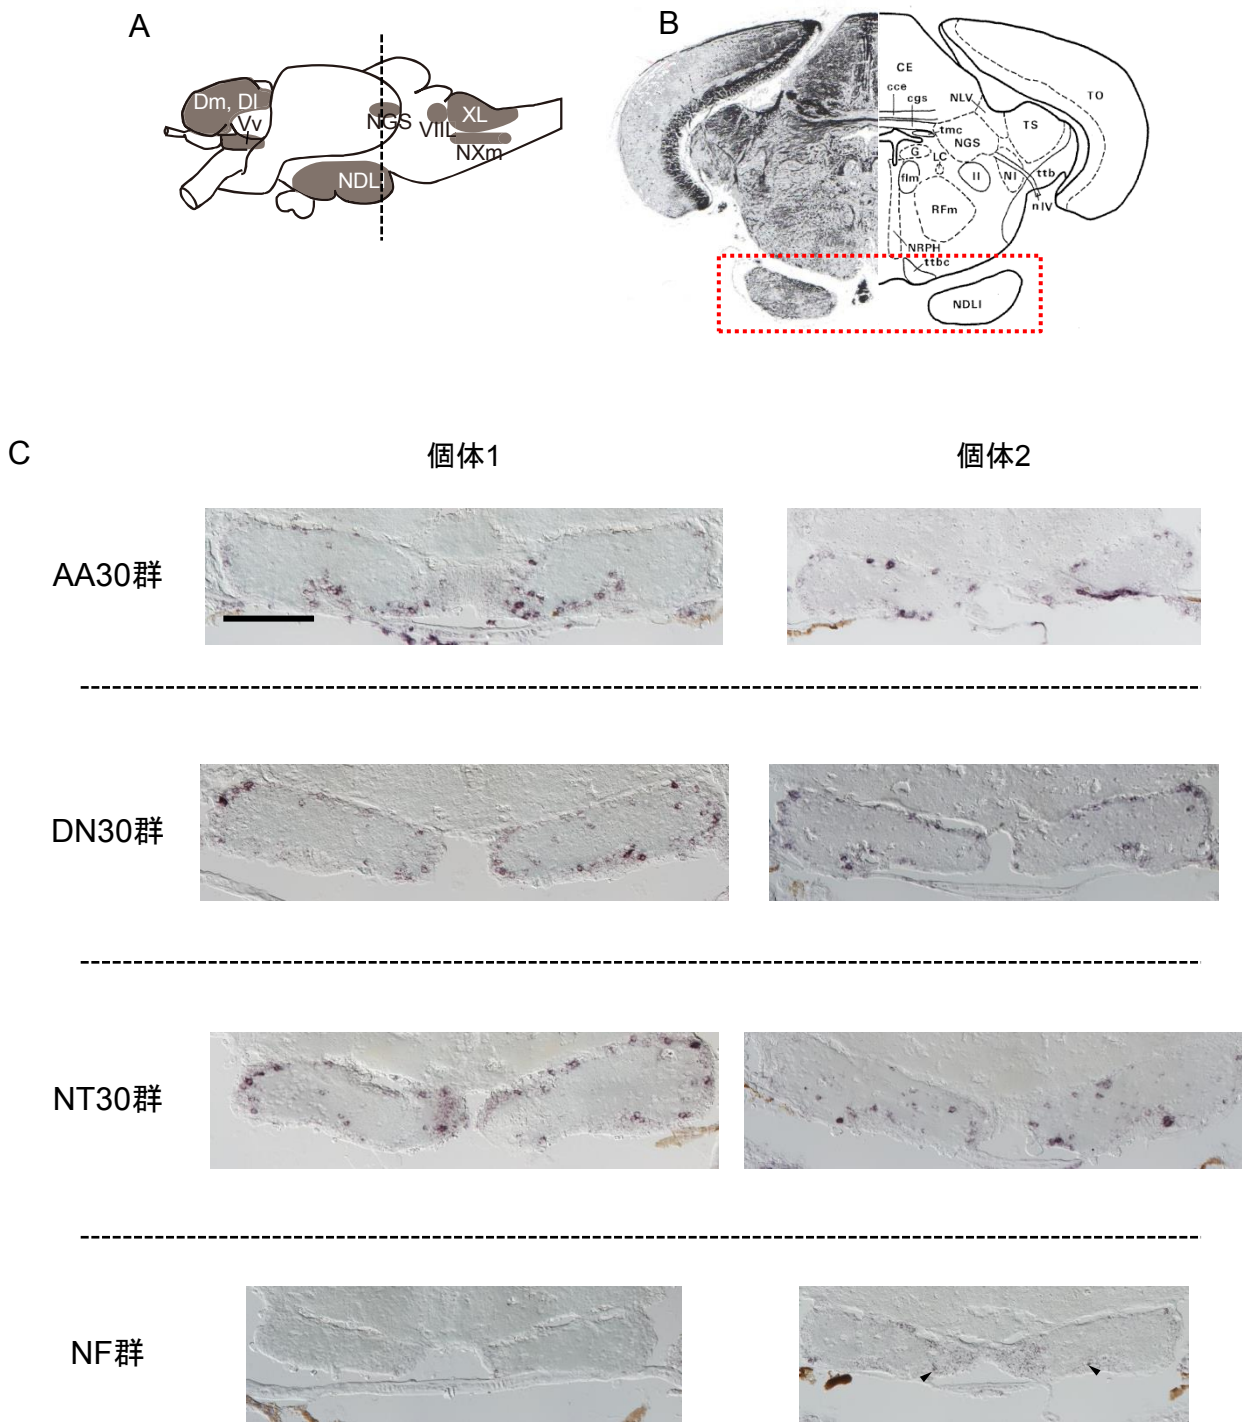 A
Dm, Dl
Vv
NGS
VIIL
XL
NXm
NDL
B
CE
cce
cgs
NLV
TO
TS
tmc
NGS
G
LC
flm
II
NI
ttb
nIV
RFm
NRPH
ttbc
NDLI
C
個体1
個体2
AA30群
DN30群
NT30群
NF群